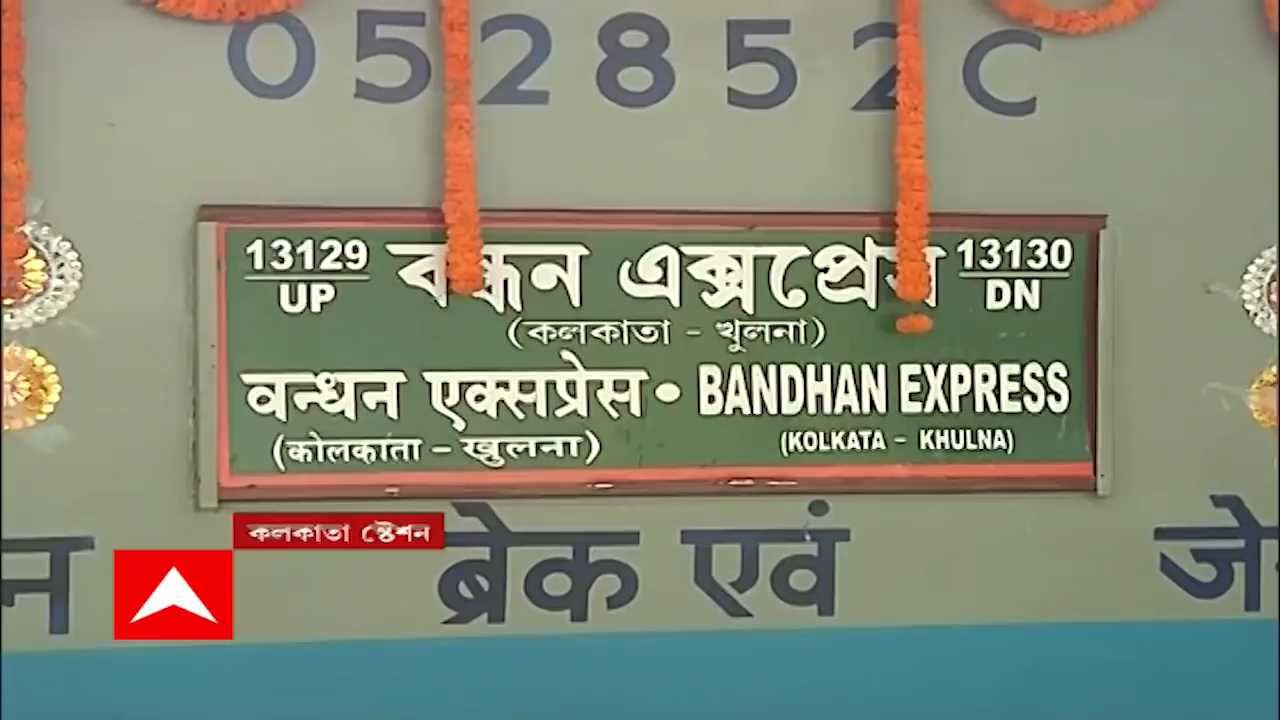 052852C
13129
UP
বন্ধন এক্সপ্রেস
13130
DN
(কলকাতা - খুলনা)
वन्धन एक्सप्रेस • BANDHAN EXPRESS
(कोलकाता - खुलना)
(KOLKATA - KHULNA)
কলকাতা স্টেশন
ब्रेक एवं